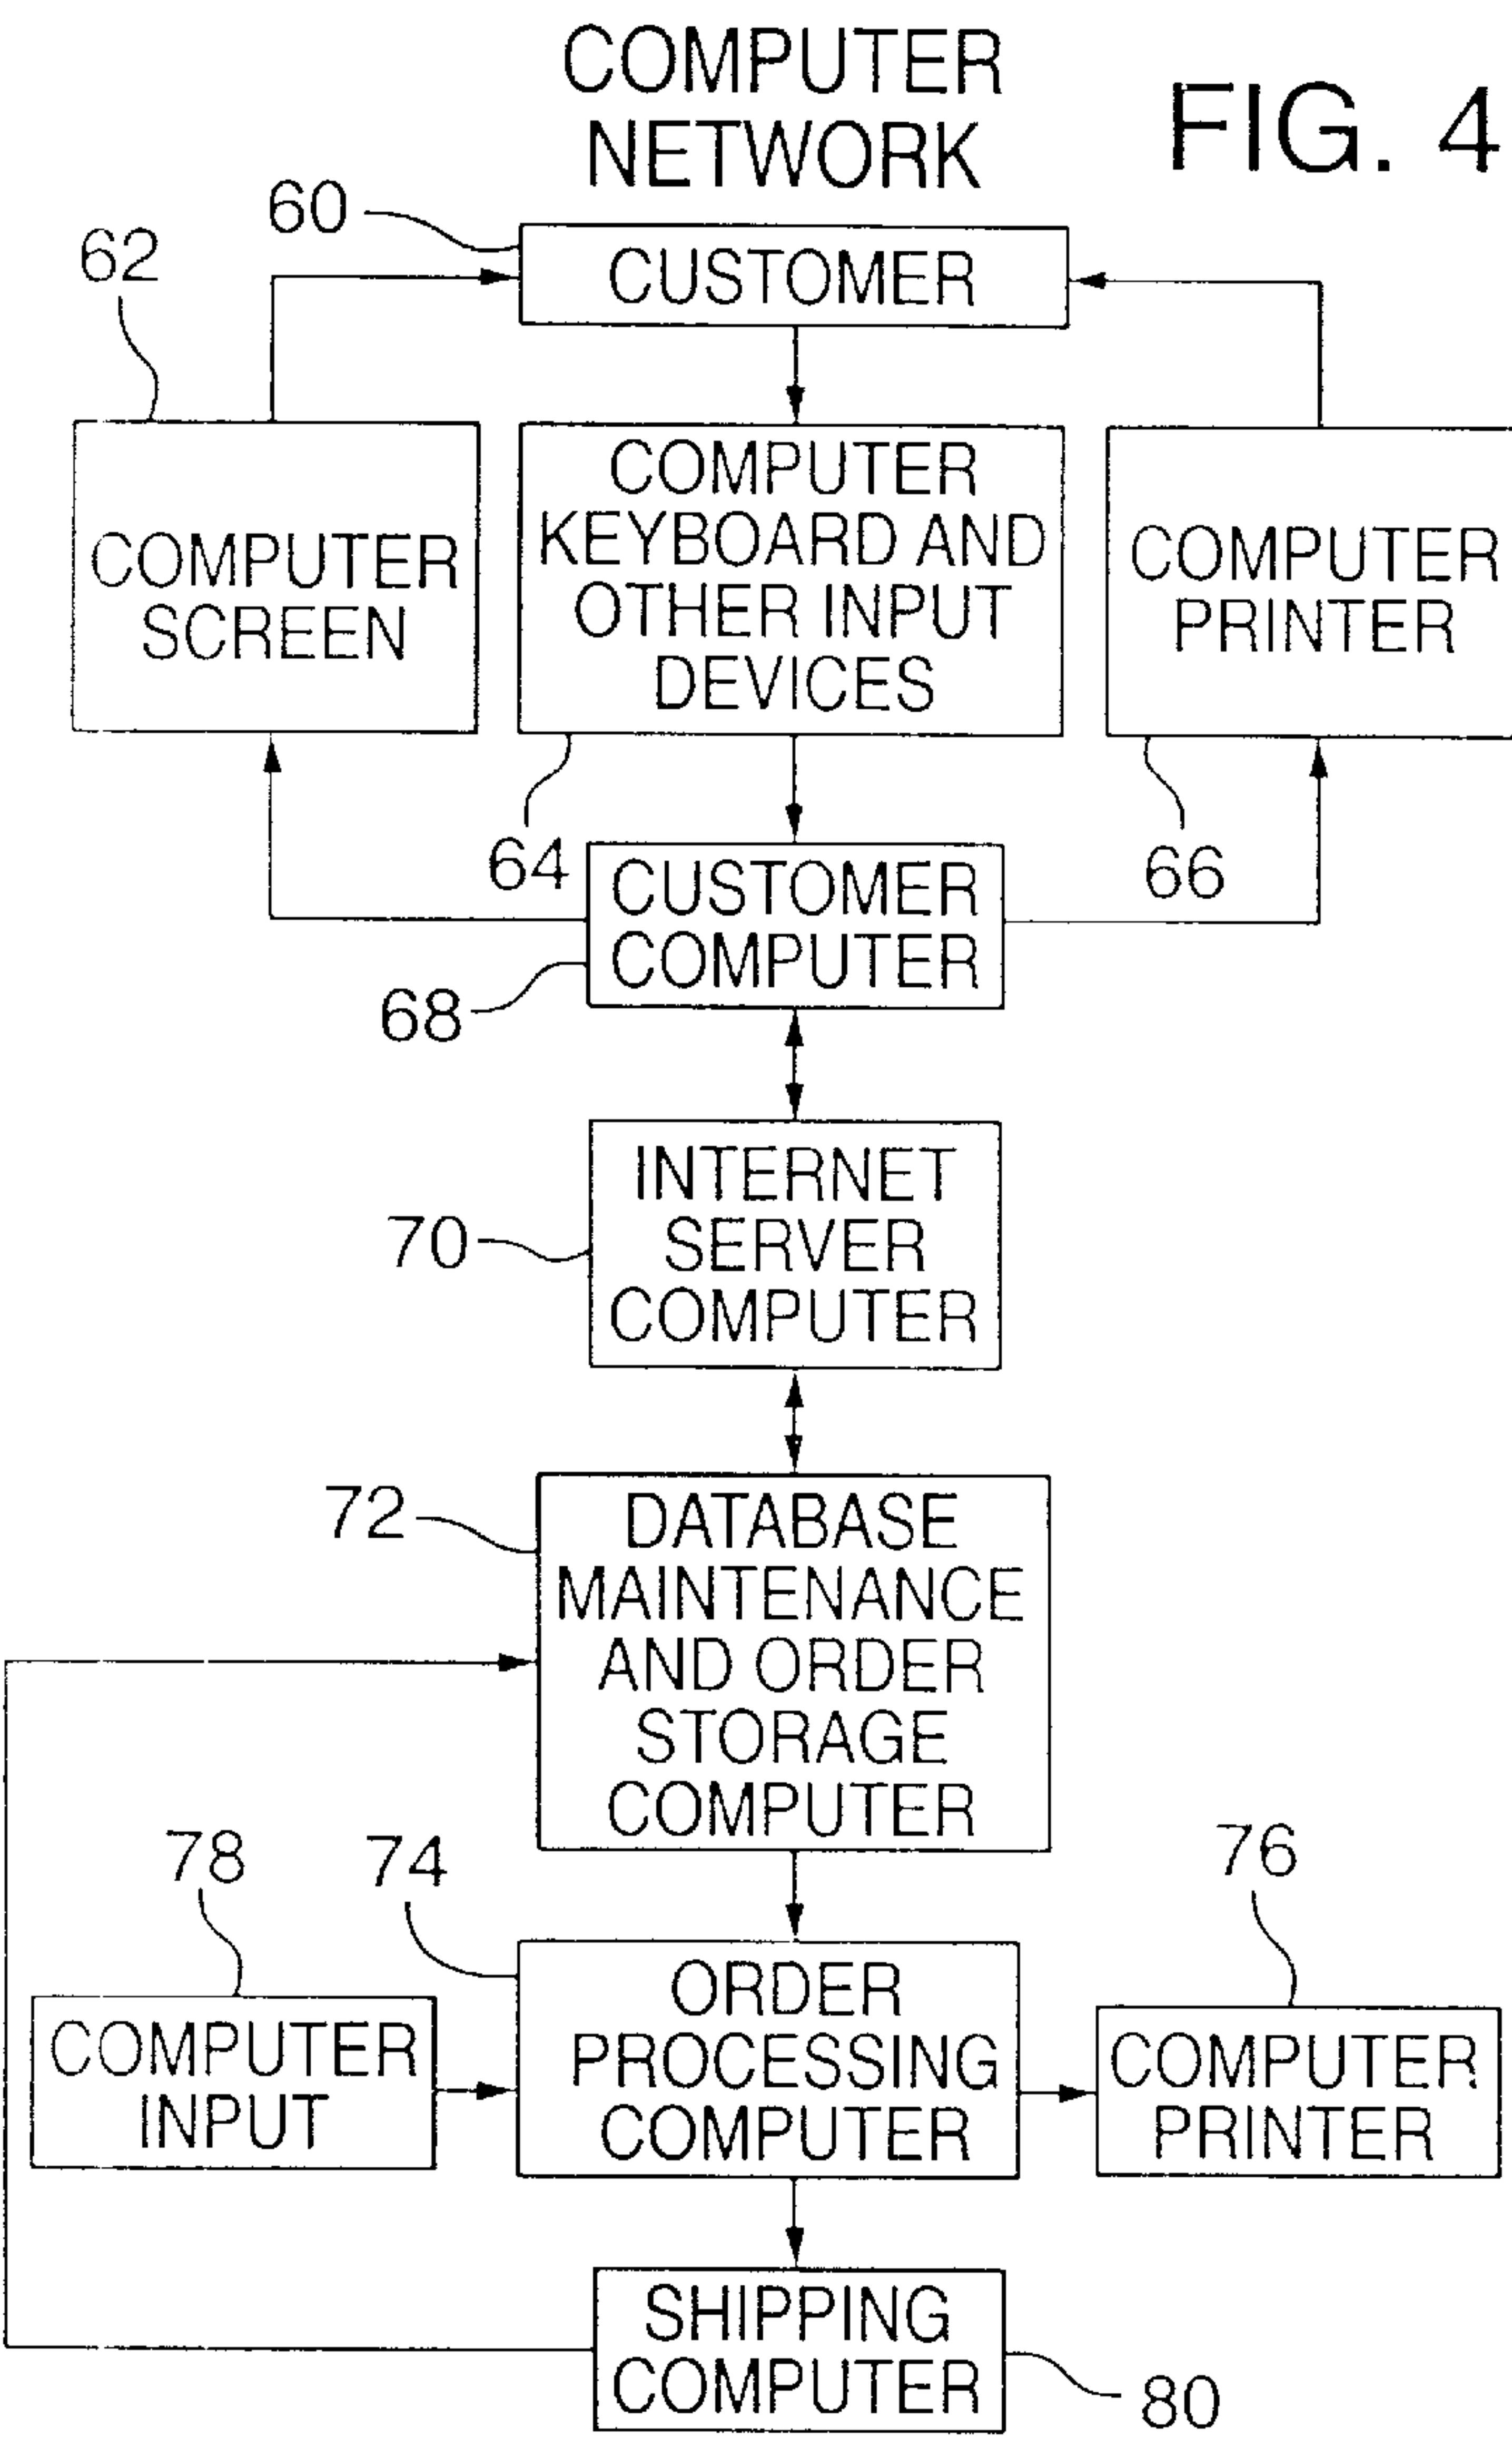 COMPUTER
NETWORK
FIG. 4
60
CUSTOMER
62
COMPUTER
SCREEN
COMPUTER
KEYBOARD AND
OTHER INPUT
DEVICES
COMPUTER
PRINTER
64
66
CUSTOMER
COMPUTER
68
INTERNET
SERVER
COMPUTER
70
72
DATABASE
MAINTENANCE
AND ORDER
STORAGE
COMPUTER
78
74
76
COMPUTER
INPUT
ORDER
PROCESSING
COMPUTER
COMPUTER
PRINTER
SHIPPING
COMPUTER
80